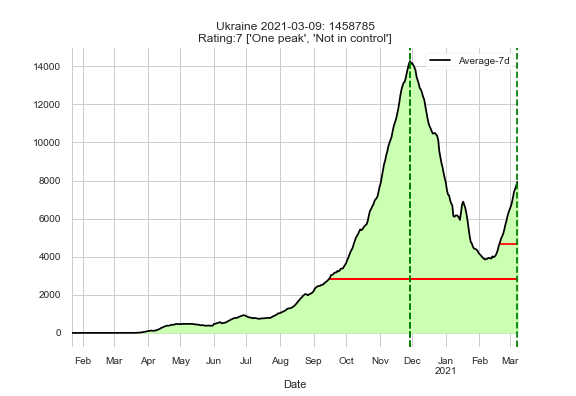 Ukraine 2021-03-09: 1458785
Rating:7 ['One peak', 'Not in control']
Average-7d
14000
12000
10000
8000
6000
4000
2000
0
Feb Mar Apr May Jun Jul Aug Sep Oct Nov Dec Jan Feb Mar
2021
Date